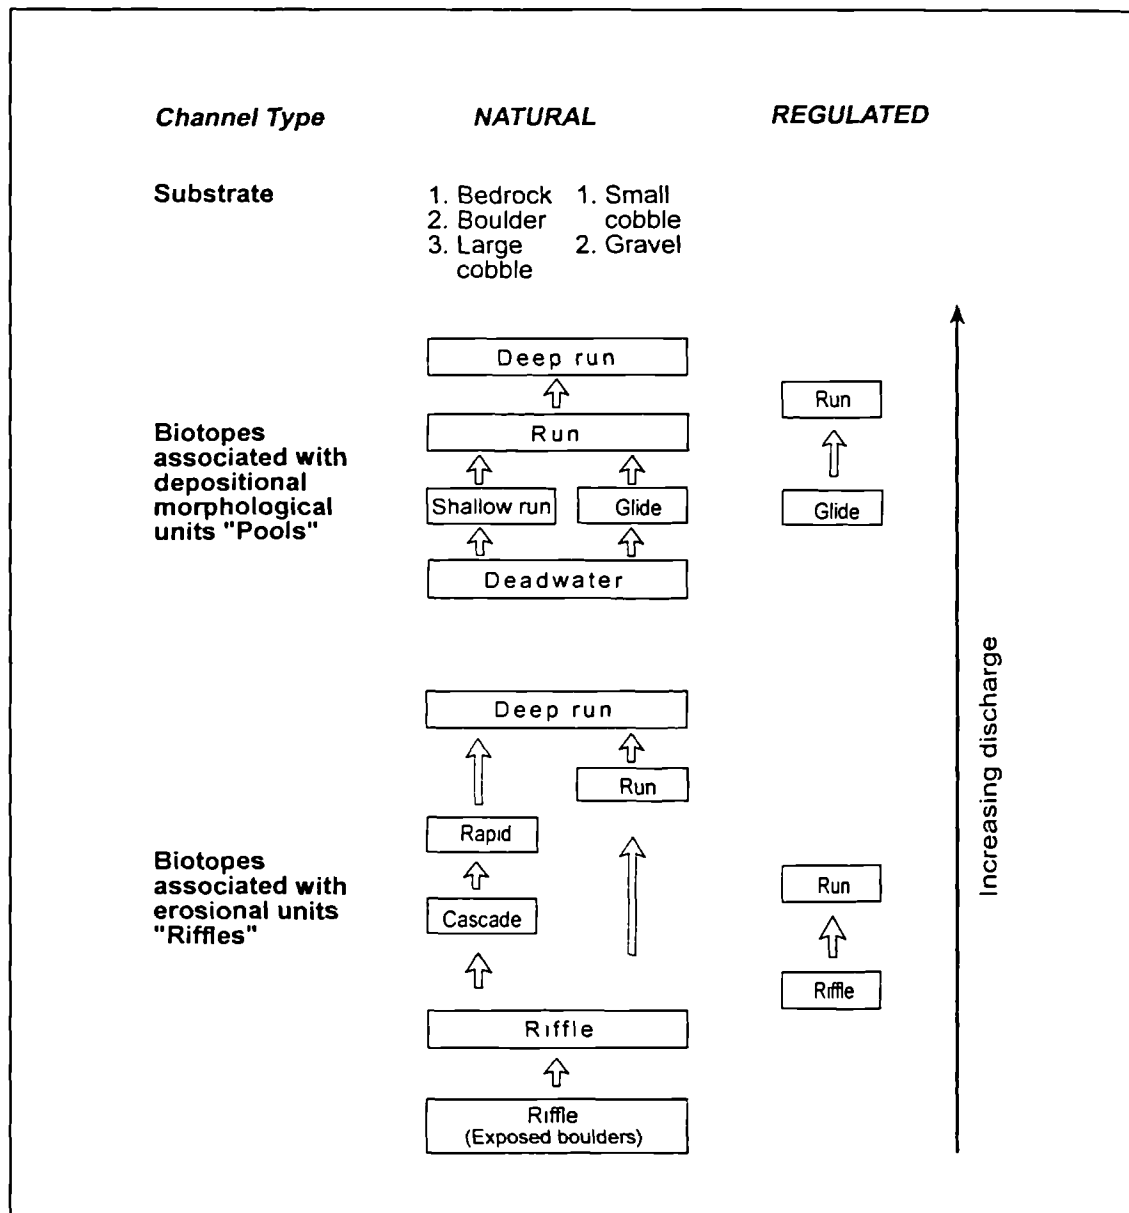 Channel Type NATURAL REGULATED
Substrate
1. Bedrock
2. Boulder
3. Large
cobble
1. Small
cobble
2. Gravel
Biotopes
associated with
depositional
morphological
units "Pools"
Deep run
Run
Shallow run
Glide
Deadwater
Run
Glide
Biotopes
associated with
erosional units
"Riffles"
Deep run
Run
Rapid
Cascade
Riffle
Riffle
(Exposed boulders)
Run
Riffle
Increasing discharge